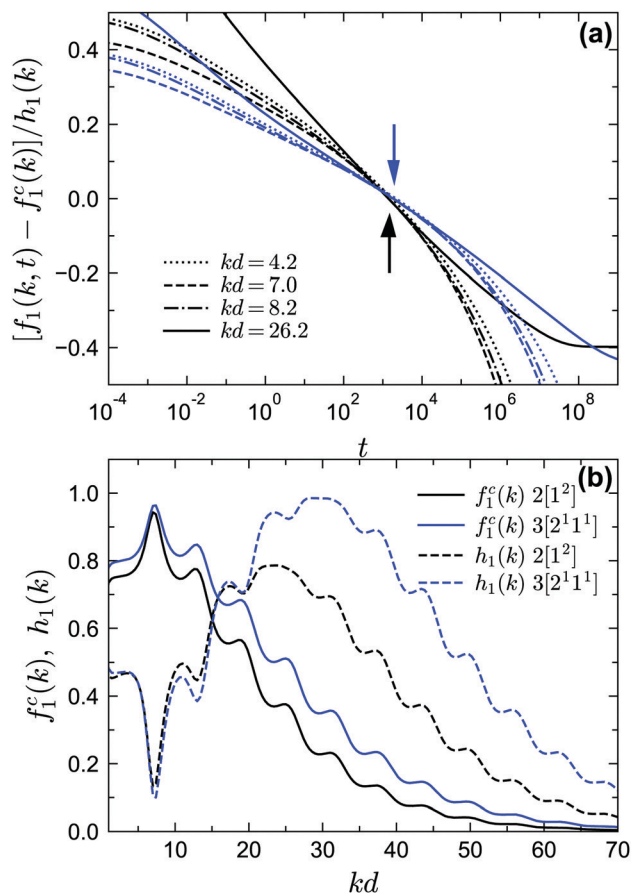 (a)
[f₁(k, t) − f₁ᶜ(k)]/h₁(k)
0.4
0.2
0.0
−0.2
−0.4
kd = 4.2
kd = 7.0
kd = 8.2
kd = 26.2
10⁻⁴ 10⁻² 10⁰ 10² 10⁴ 10⁶ 10⁸
t
(b)
f₁ᶜ(k), h₁(k)
1.0
0.8
0.6
0.4
0.2
0.0
f₁ᶜ(k) 2[1²]
f₁ᶜ(k) 3[2¹1¹]
h₁(k) 2[1²]
h₁(k) 3[2¹1¹]
10 20 30 40 50 60 70
kd